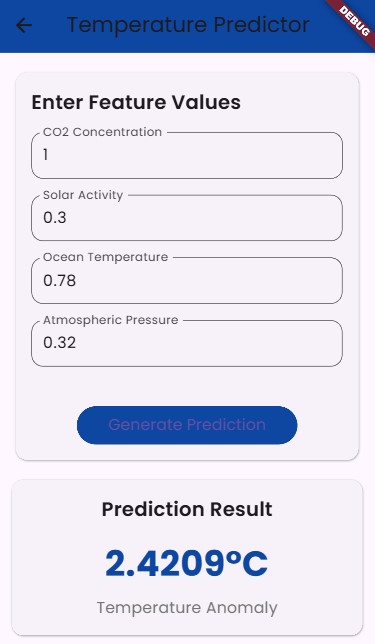 Temperature Predictor
DEBUG
Enter Feature Values
CO2 Concentration
1
Solar Activity
0.3
Ocean Temperature
0.78
Atmospheric Pressure
0.32
Generate Prediction
Prediction Result
2.4209°C
Temperature Anomaly